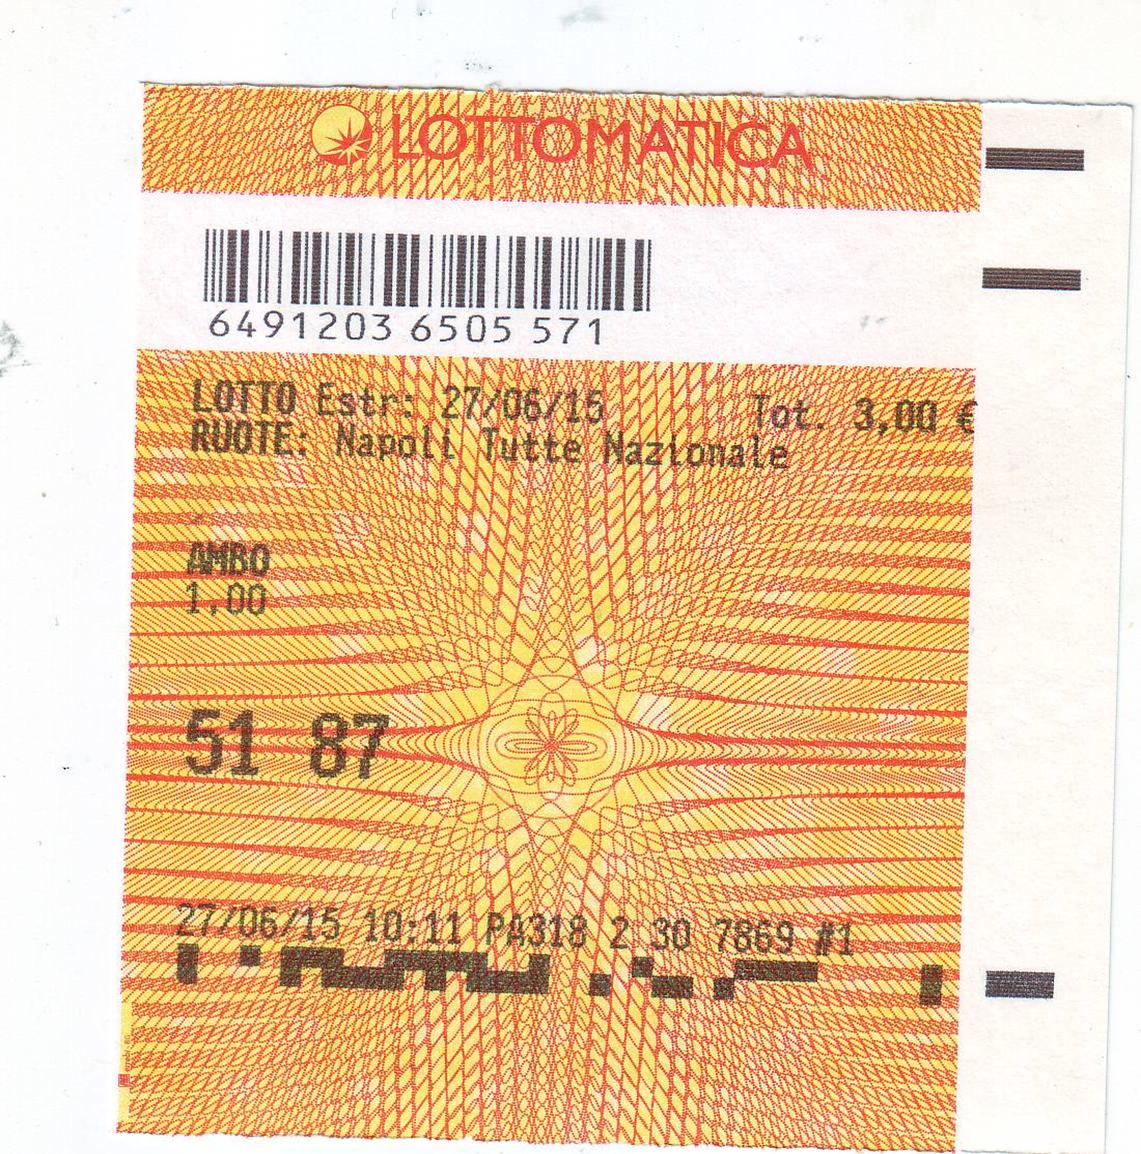 LOTTOMATICA
6491203 6505 571
LOTTO Estr: 27/06/15 Tot. 3,00 €
RUOTE: Napoli Tutte Nazionale
AMBO
1,00
51 87
27/06/15 10:11 PA318 2 30 7869 #1